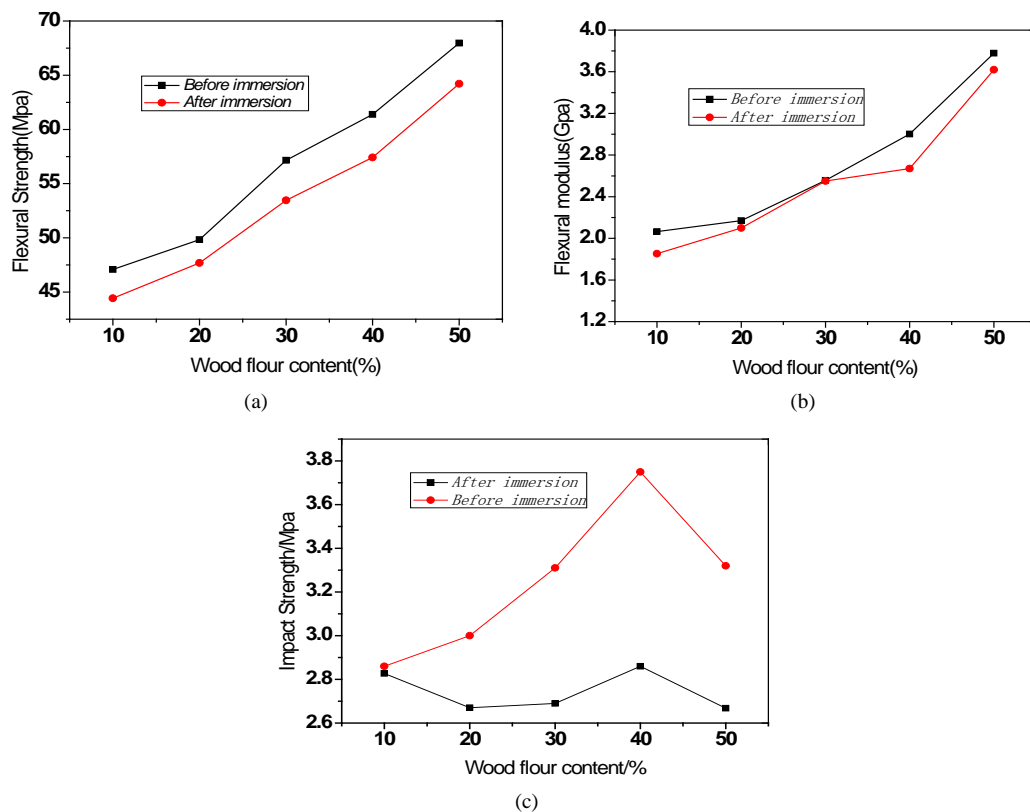 70
65
60
55
50
45
Flexural Strength(Mpa)
Before immersion
After immersion
10 20 30 40 50
Wood flour content(%)
(a)
4.0
3.6
3.2
2.8
2.4
2.0
1.6
1.2
Flexural modulus(Gpa)
Before immersion
After immersion
10 20 30 40 50
Wood flour content(%)
(b)
3.8
3.6
3.4
3.2
3.0
2.8
2.6
Impact Strength/Mpa
After immersion
Before immersion
10 20 30 40 50
Wood flour content/%
(c)